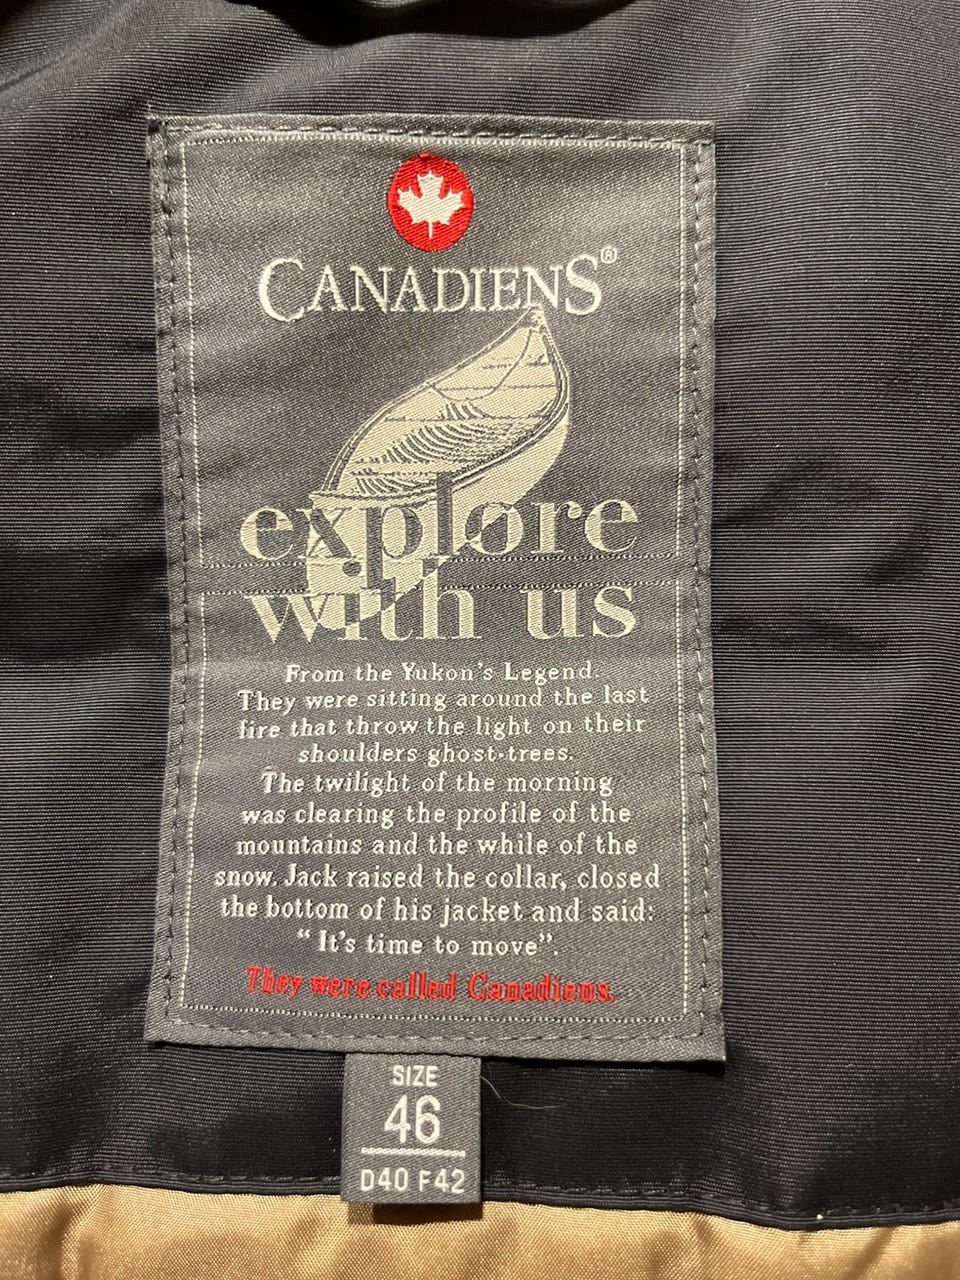 CANADIENS®
explore
with us
From the Yukon's Legend.
They were sitting around the last
fire that throw the light on their
shoulders ghost-trees.
The twilight of the morning
was clearing the profile of the
mountains and the while of the
snow. Jack raised the collar, closed
the bottom of his jacket and said:
“ It's time to move”.
They were called Canadiens.
SIZE
46
D40 F42